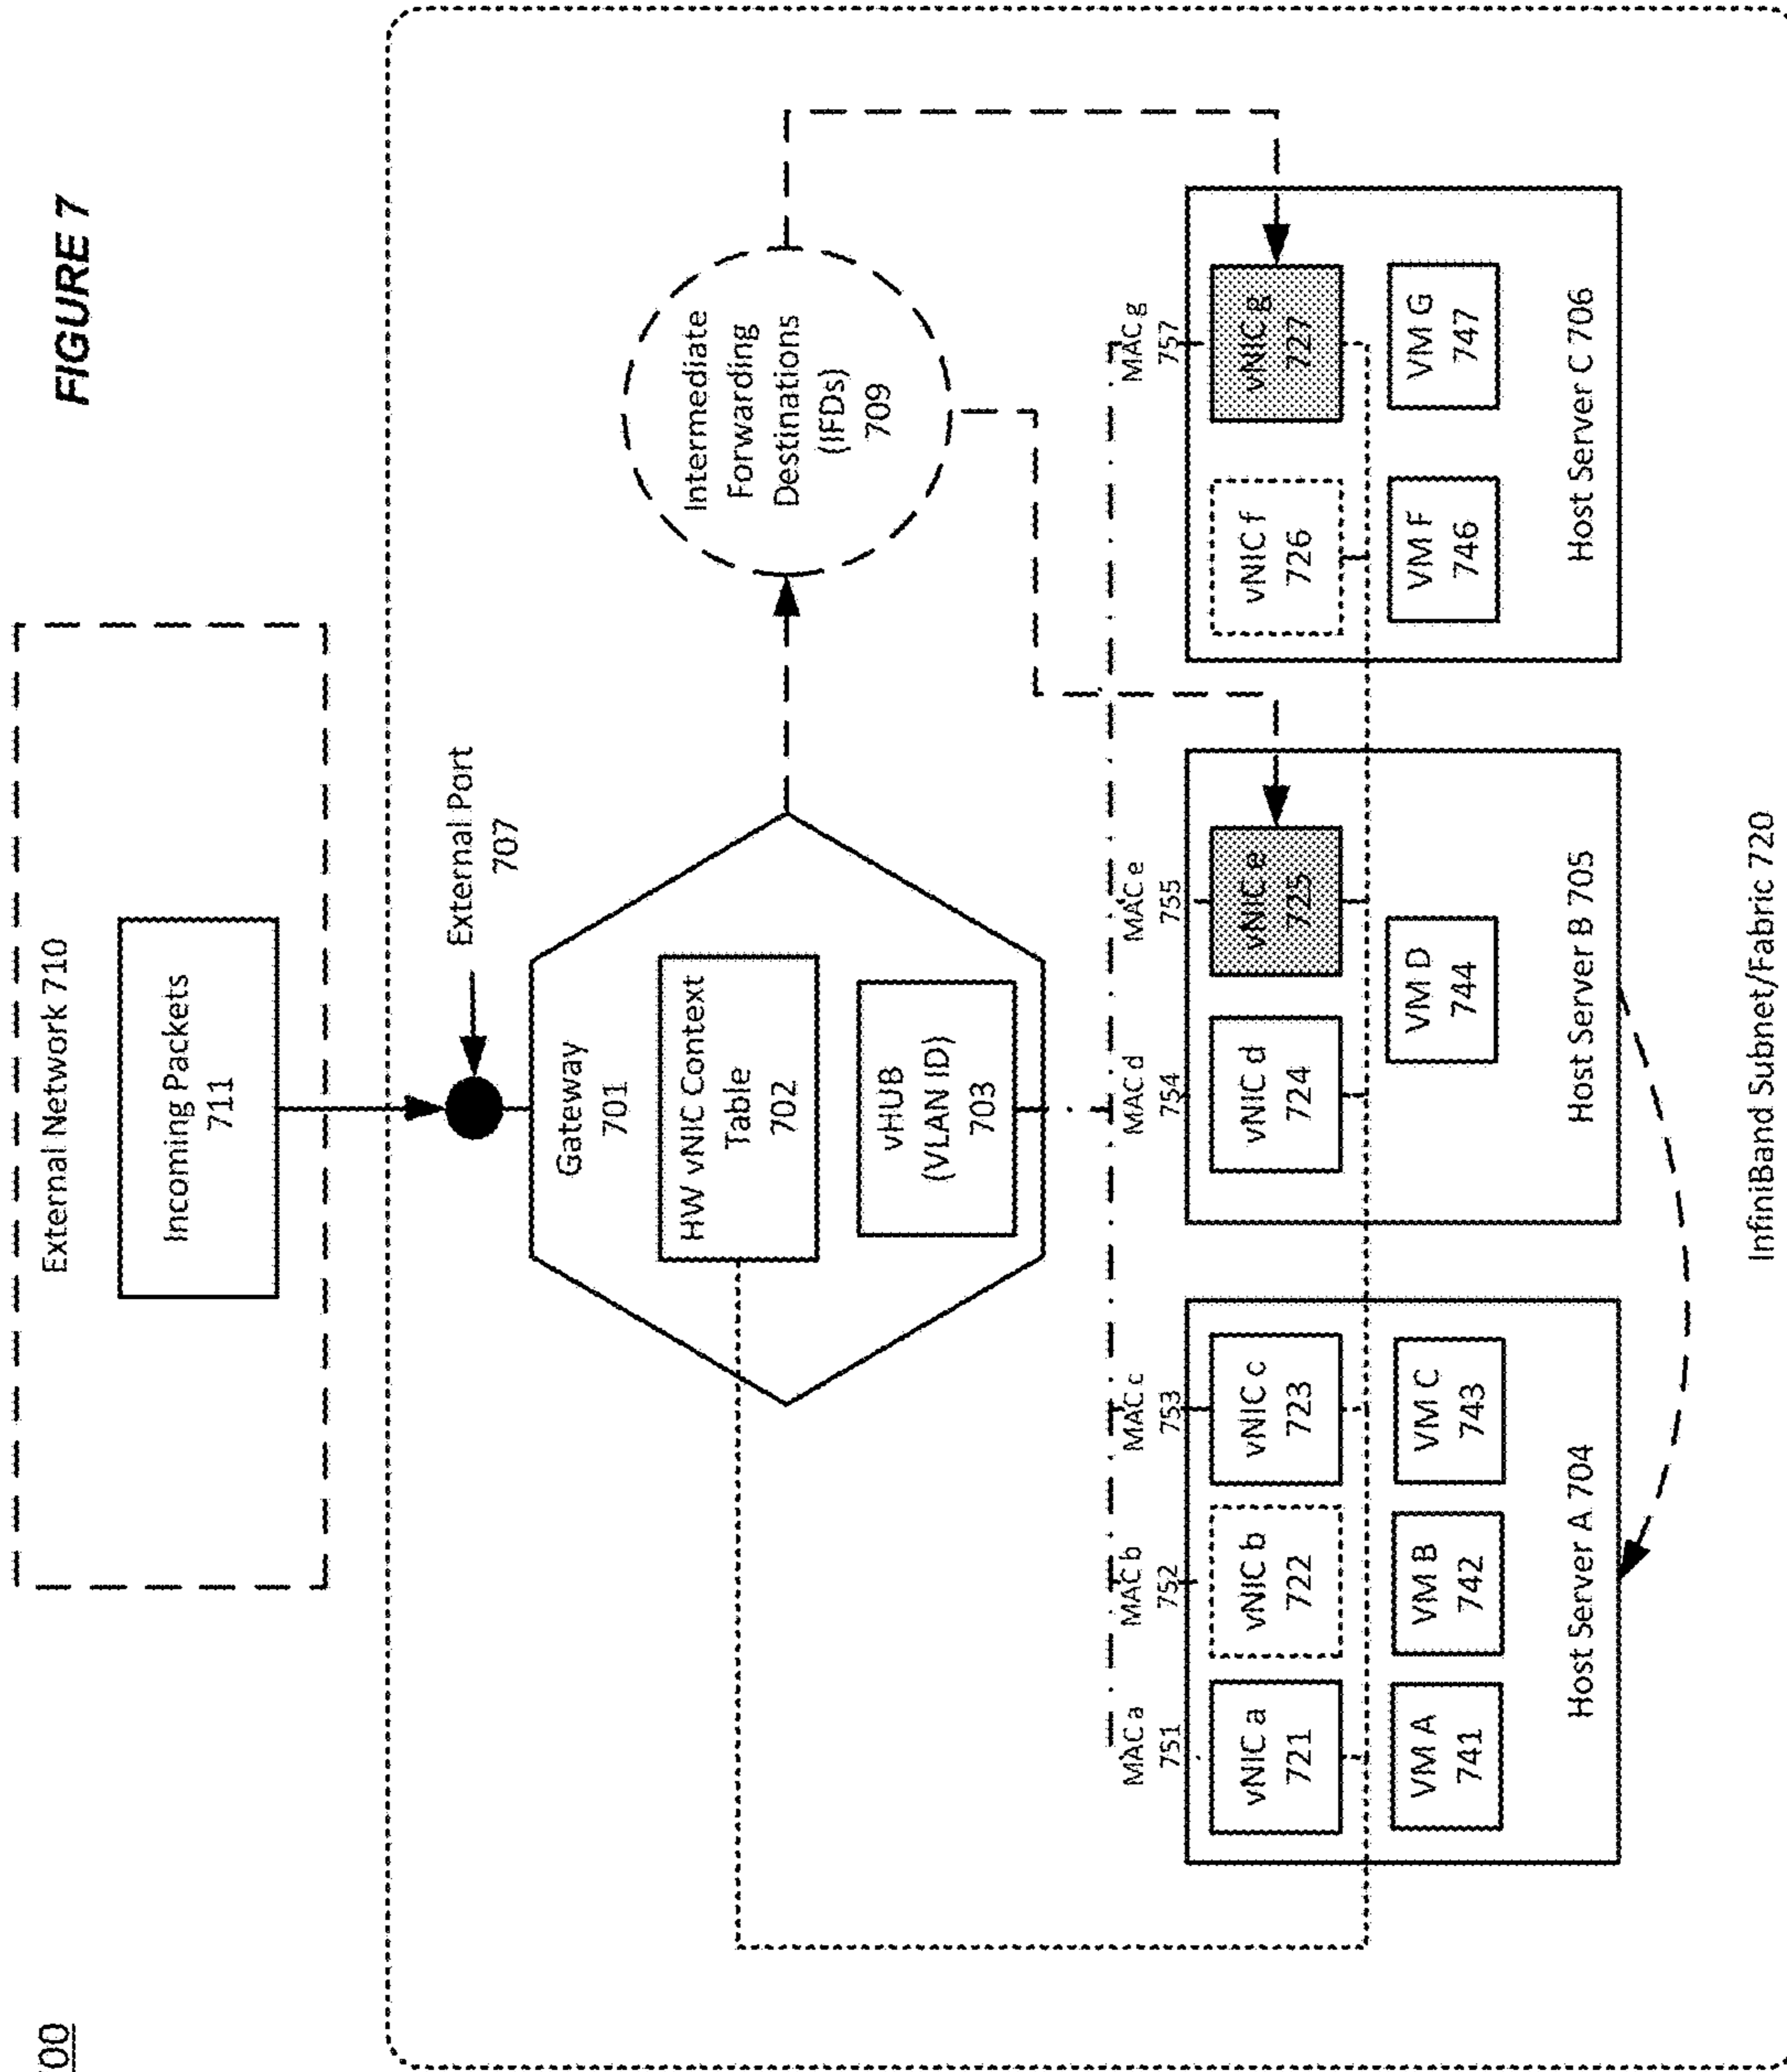 00
FIGURE 7
External Network 710
Incoming Packets
711
External Port
707
Gateway
701
HW vNIC Context
Table
702
vHUB
(VLAN ID)
703
Intermediate
Forwarding
Destinations
(IFDs)
709
MAC a
751
MAC b
752
MAC c
753
MAC d
754
MAC e
755
MAC g
757
vNIC a
721
vNIC b
722
vNIC c
723
VM A
741
VM B
742
VM C
743
Host Server A 704
vNIC d
724
vNIC e
725
VM D
744
Host Server B 705
vNIC f
726
vNIC g
727
VM F
746
VM G
747
Host Server C 706
InfiniBand Subnet/Fabric 720